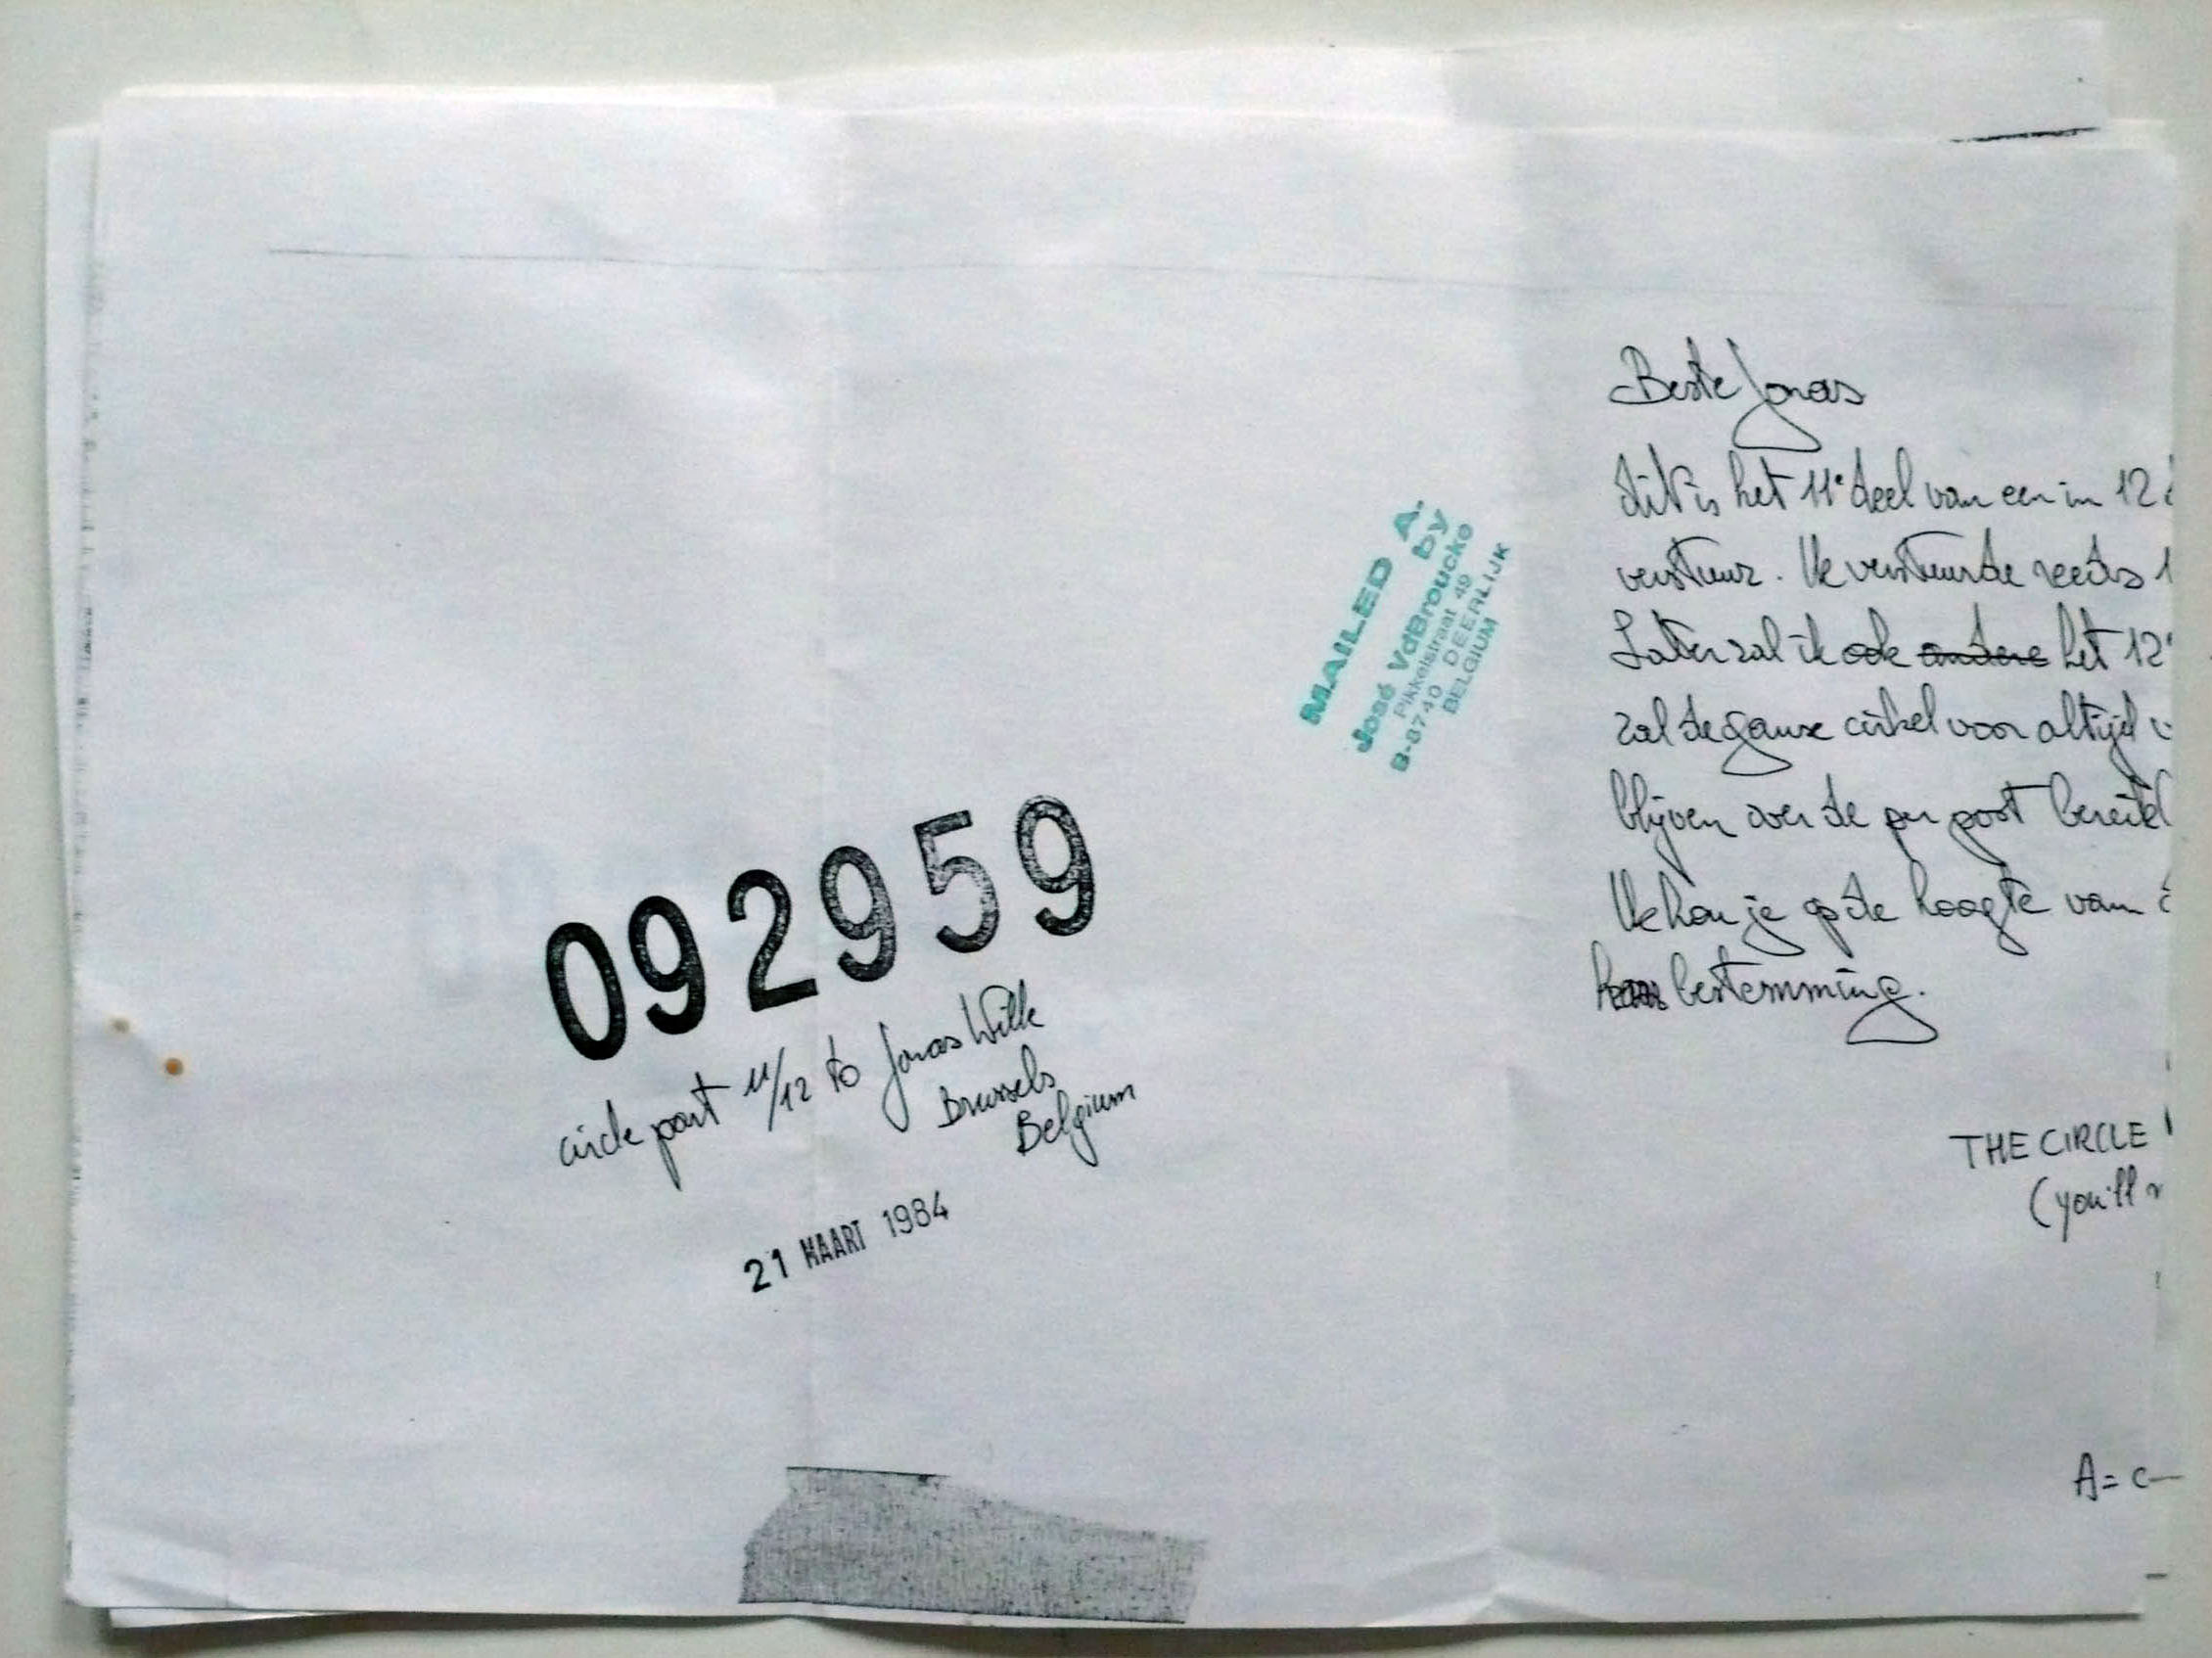 092959
circle part 11/12 to Jonas Wille
Brussels
Belgium
21 MAART 1984
MAILED A.
by
José VdBroucke
Pikkelstraat 49
B-8740 DEERLIJK
BELGIUM
Beste Jonas
dit is het 11e deel van een in 12
verstuur. Ik verstuurde reeds 1
Later zal ik ook andere het 12e
zal de ganse cirkel voor altijd
blijven over de per post
Ik hou je op de hoogte van
bestemming.
THE CIRCLE
(you'll
A= C